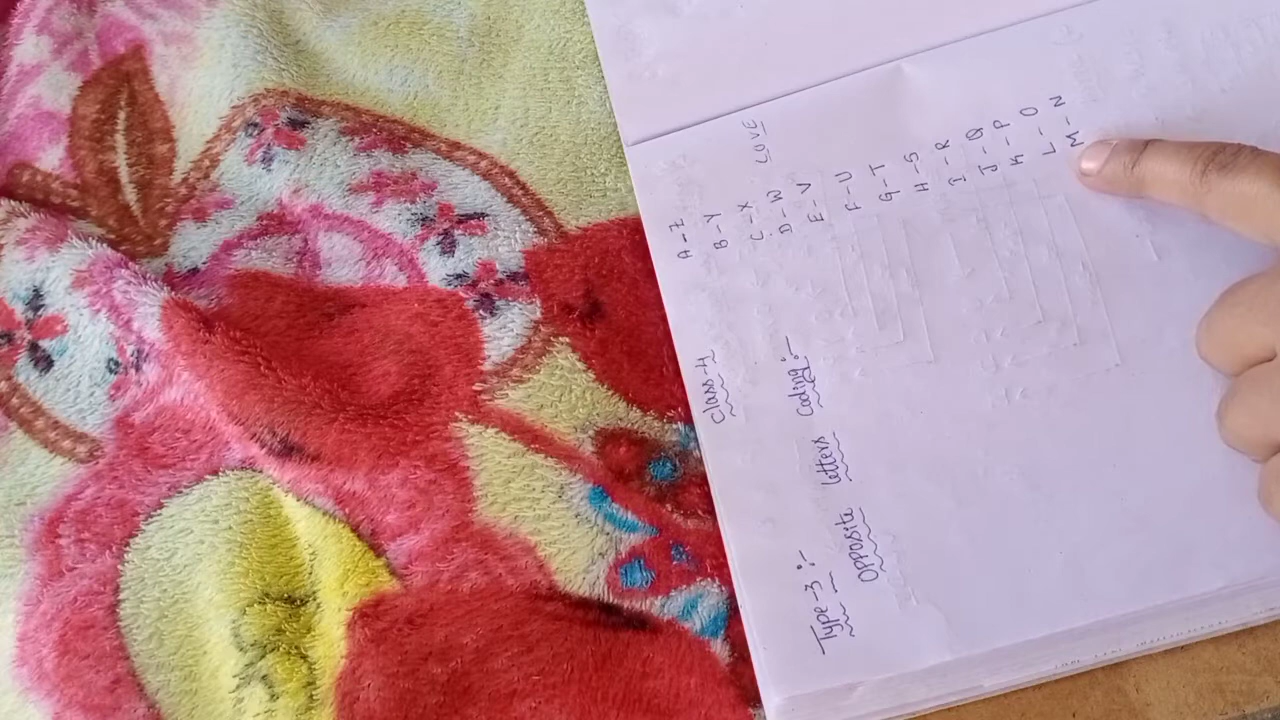 Class-4
Type-3:-
Opposite Letters Coding:-
A-Z
B-Y
C-X
D-W LOVE
E-V
F-U
G-T
H-S
I-R
J-Q
K-P
L-O
M-N